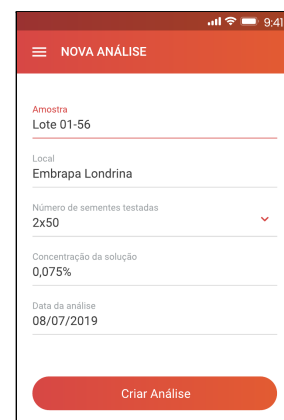 9:41
NOVA ANÁLISE
Amostra
Lote 01-56
Local
Embrapa Londrina
Número de sementes testadas
2x50
Concentração da solução
0,075%
Data da análise
08/07/2019
Criar Análise